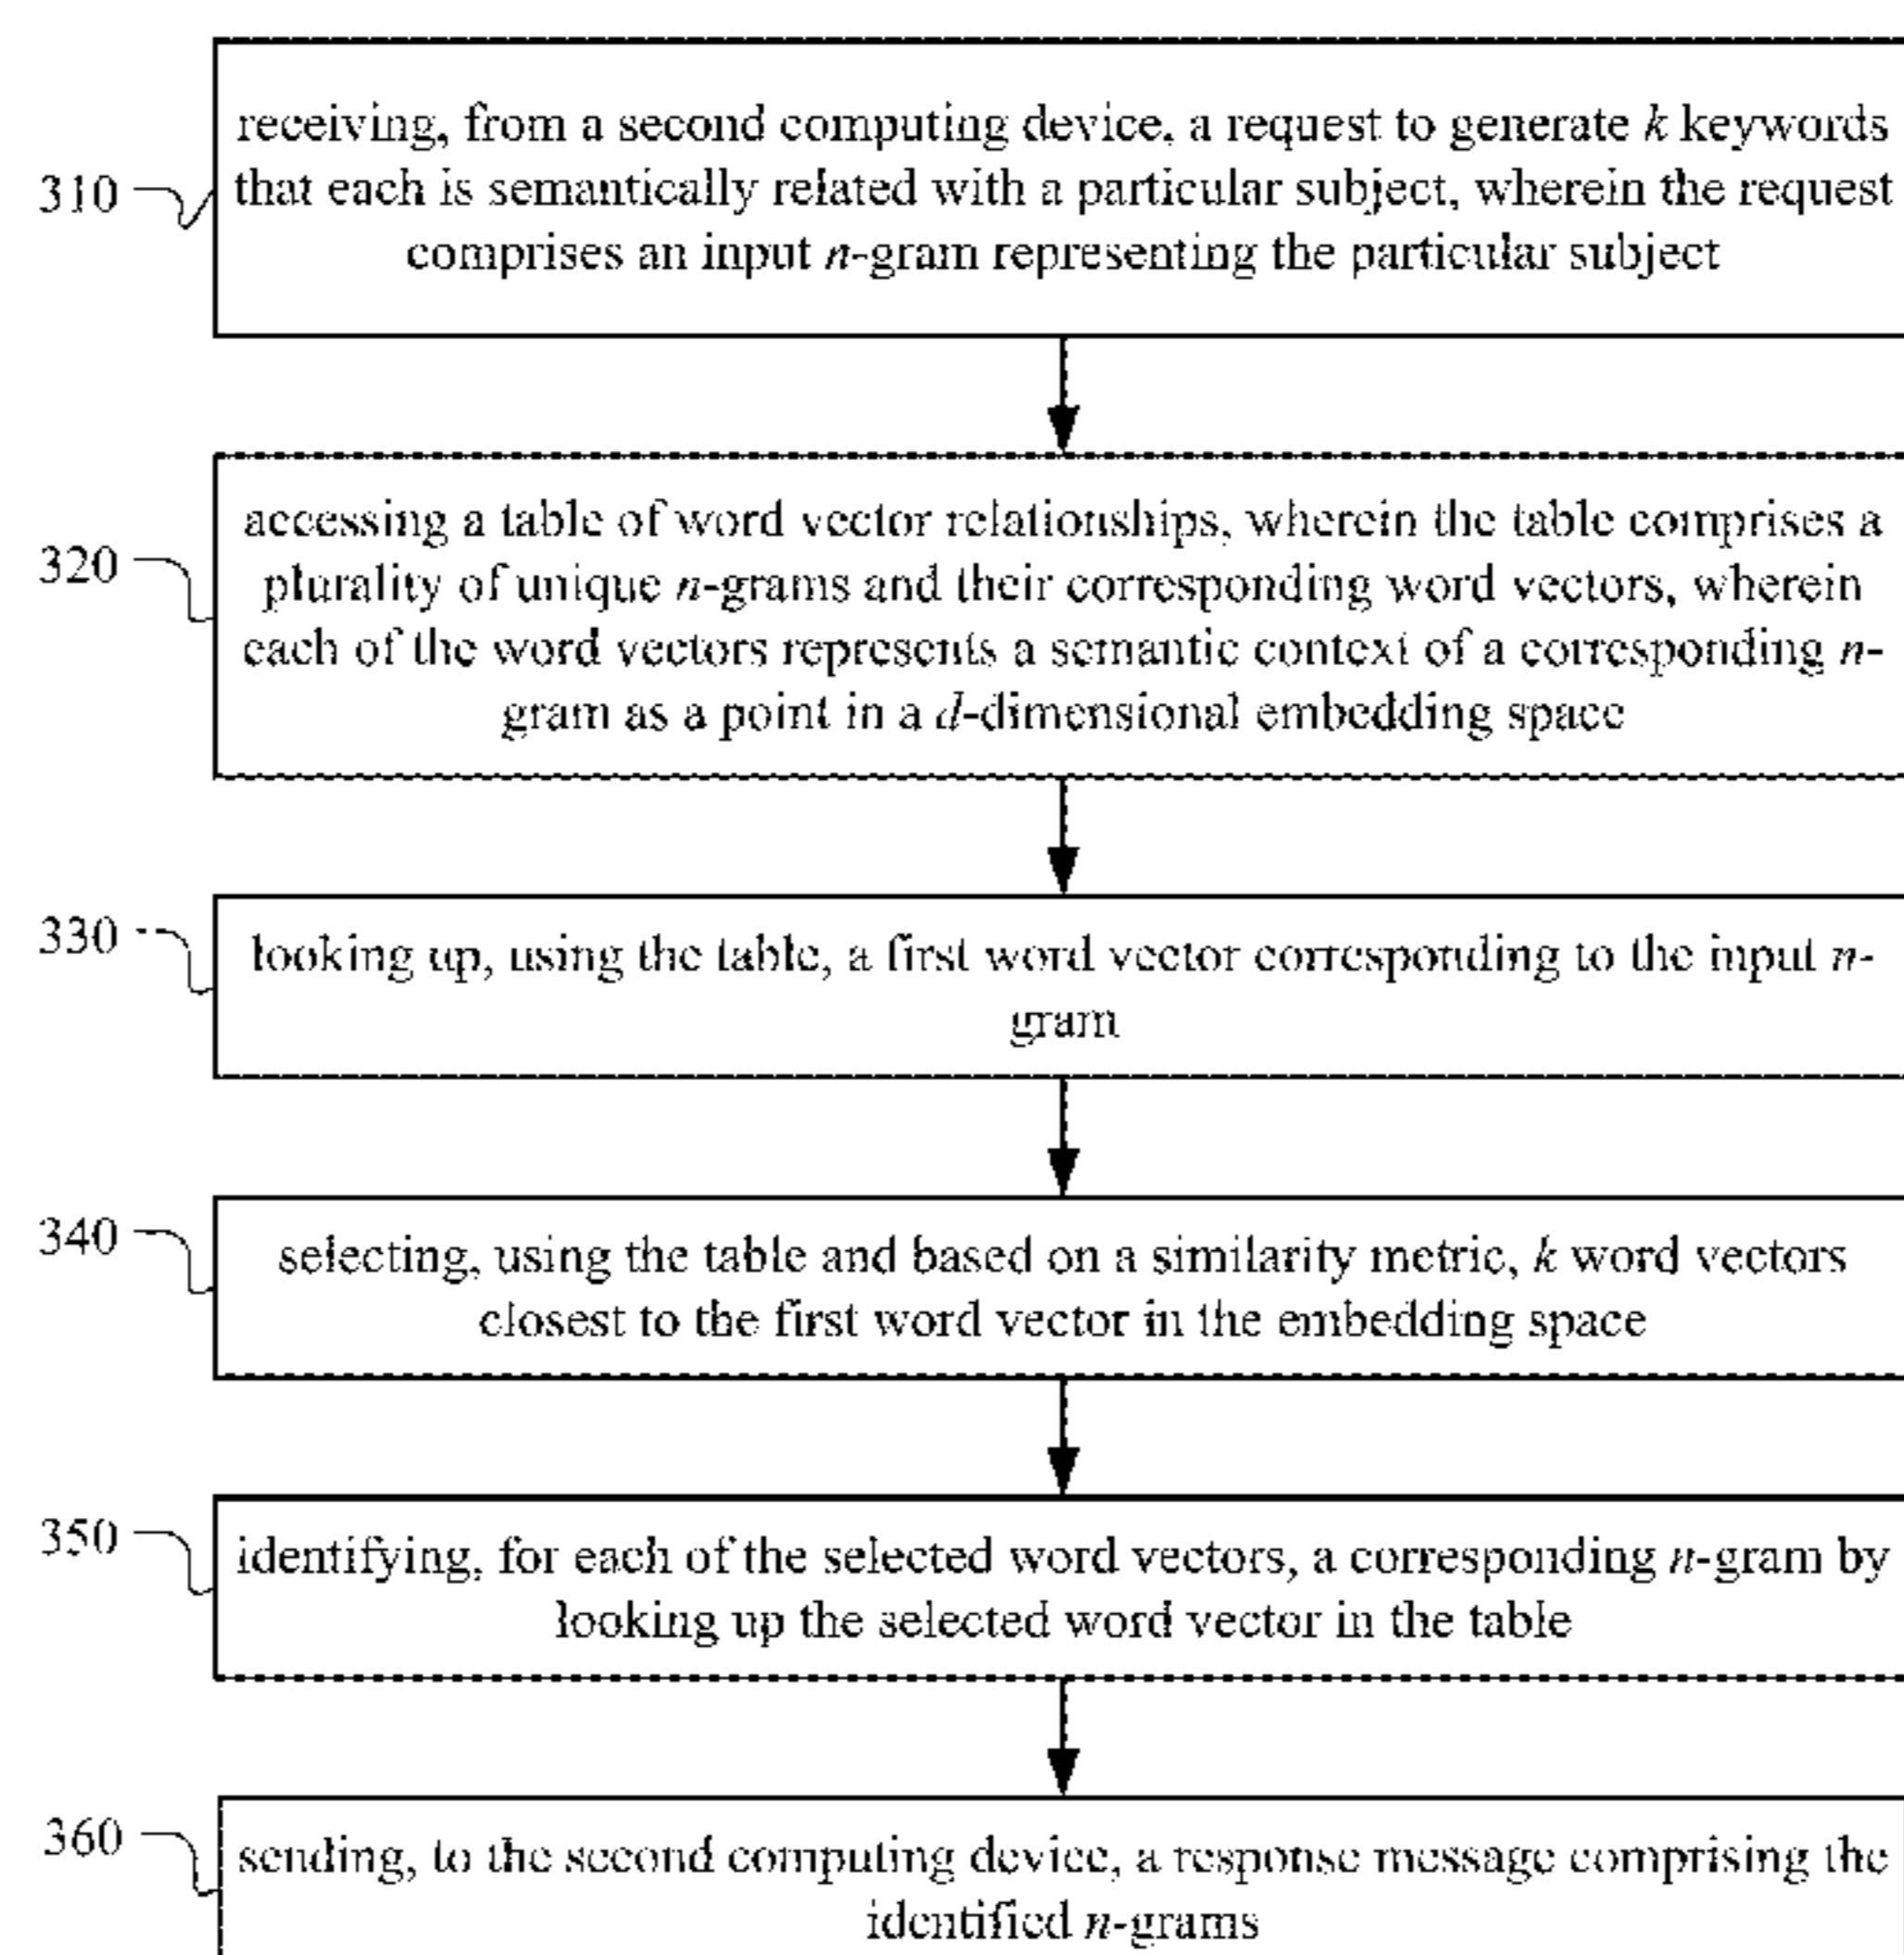 receiving, from a second computing device, a request to generate k keywords
310
that each is semantically related with a particular subject, wherein the request
comprises an input n-gram representing the particular subject
accessing a table of word vector relationships, wherein the table comprises a
320
plurality of unique n-grams and their corresponding word vectors, wherein
each of the word vectors represents a semantic context of a corresponding n-
gram as a point in a d-dimensional embedding space
330
looking up, using the table, a first word vector corresponding to the input n-
gram
340
selecting, using the table and based on a similarity metric, k word vectors
closest to the first word vector in the embedding space
350
identifying, for each of the selected word vectors, a corresponding n-gram by
looking up the selected word vector in the table
360
sending, to the second computing device, a response message comprising the
identified n-grams